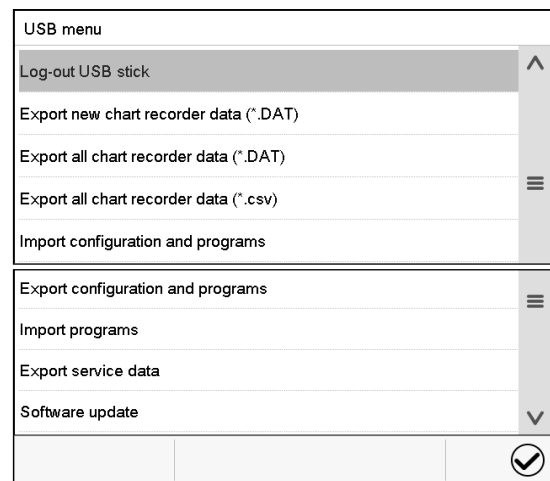 USB menu
Log-out USB stick
Export new chart recorder data (*.DAT)
Export all chart recorder data (*.DAT)
Export all chart recorder data (*.csv)
Import configuration and programs
Export configuration and programs
Import programs
Export service data
Software update